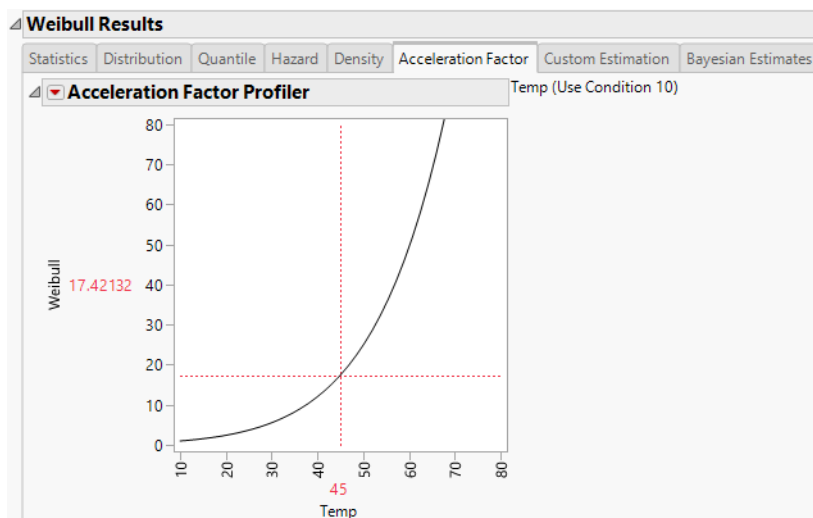 Weibull Results
Statistics Distribution Quantile Hazard Density Acceleration Factor Custom Estimation Bayesian Estimates
Acceleration Factor Profiler
Temp (Use Condition 10)
80
70
60
50
Weibull
17.42132
40
30
20
10
0
10 20 30 40 50 60 70 80
45
Temp